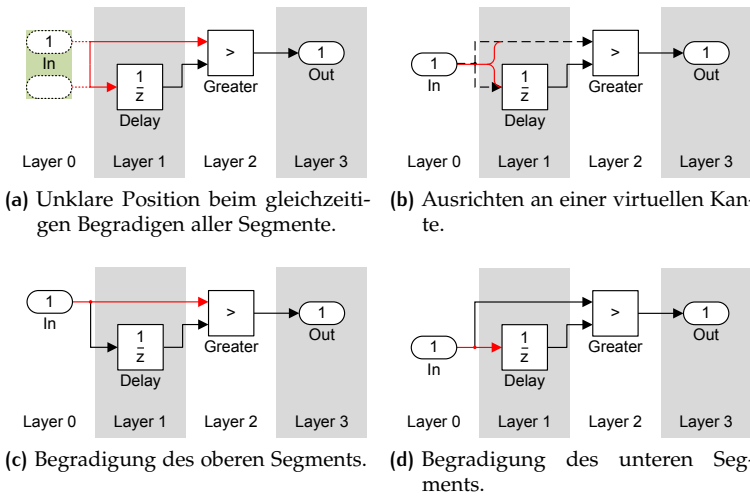 1
In
1
z
Delay
>
Greater
1
Out
Layer 0 Layer 1 Layer 2 Layer 3
(a) Unklare Position beim gleichzeiti-
gen Begradigen aller Segmente.
1
In
1
z
Delay
>
Greater
1
Out
Layer 0 Layer 1 Layer 2 Layer 3
(b) Ausrichten an einer virtuellen Kan-
te.
1
In
1
z
Delay
>
Greater
1
Out
Layer 0 Layer 1 Layer 2 Layer 3
(c) Begradigung des oberen Segments.
1
In
1
z
Delay
>
Greater
1
Out
Layer 0 Layer 1 Layer 2 Layer 3
(d) Begradigung des unteren Seg-
ments.